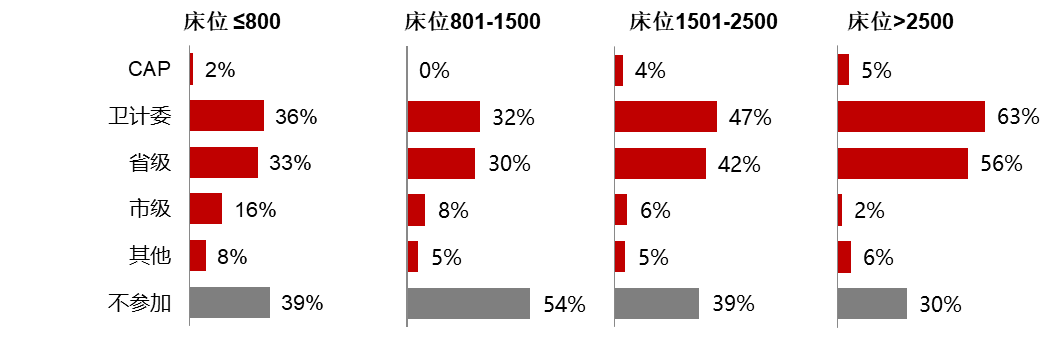 床位 ≤800 床位801-1500 床位1501-2500 床位>2500
CAP 2% 0% 4% 5%
卫计委 36% 32% 47% 63%
省级 33% 30% 42% 56%
市级 16% 8% 6% 2%
其他 8% 5% 5% 6%
不参加 39% 54% 39% 30%